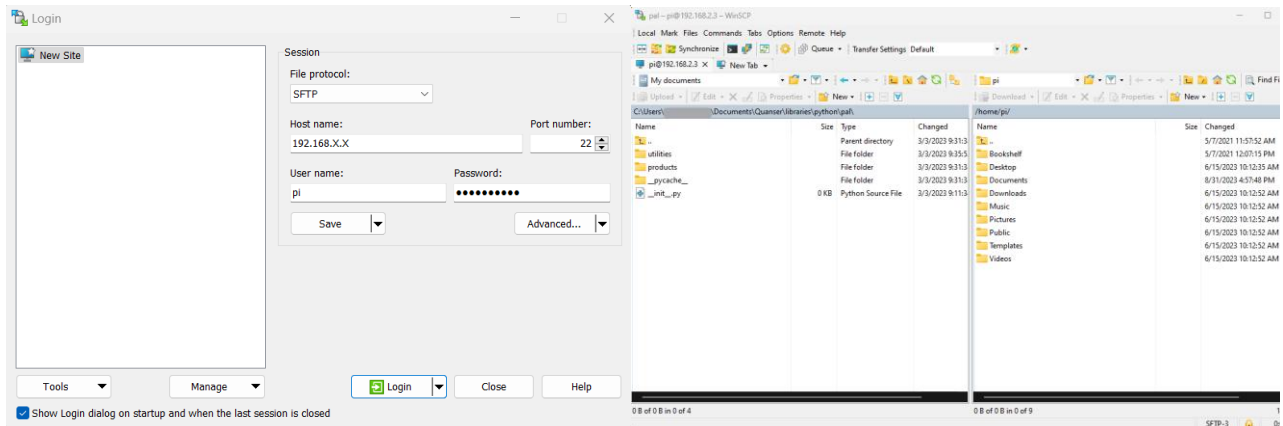 Login
New Site
Session
File protocol:
SFTP
Host name:
Port number:
192.168.X.X
22
User name:
Password:
pi
••••••••••
Save
Advanced...
Tools
Manage
Login
Close
Help
Show Login dialog on startup and when the last session is closed
pal – pi@192.168.2.3 – WinSCP
Local Mark Files Commands Tabs Options Remote Help
Synchronize Queue Transfer Settings Default
pi@192.168.2.3 × New Tab
My documents
Upload Edit Properties New
C:\Users\ \Documents\Quanser\libraries\python\pal\
Name Size Type Changed
.. Parent directory 3/3/2023 9:31:3
utilities File folder 3/3/2023 9:35:5
products File folder 3/3/2023 9:31:3
__pycache__ File folder 3/3/2023 9:31:3
__init__.py 0 KB Python Source File 3/3/2023 9:11:3
0 B of 0 B in 0 of 4
pi
Find Fi
Download Edit Properties New
/home/pi/
Name Size Changed
.. 5/7/2021 11:57:52 AM
Bookshelf 5/7/2021 12:07:15 PM
Desktop 6/15/2023 10:12:35 AM
Documents 8/31/2023 4:57:48 PM
Downloads 6/15/2023 10:12:52 AM
Music 6/15/2023 10:12:52 AM
Pictures 6/15/2023 10:12:52 AM
Public 6/15/2023 10:12:52 AM
Templates 6/15/2023 10:12:52 AM
Videos 6/15/2023 10:12:52 AM
0 B of 0 B in 0 of 9
SFTP-3